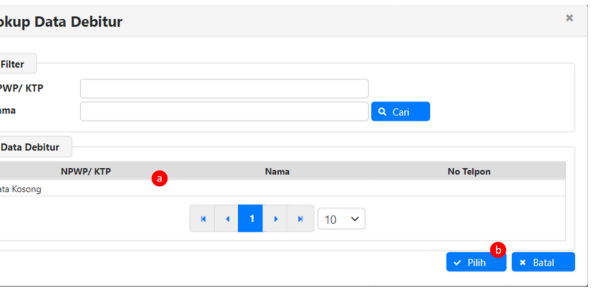 okup Data Debitur
Filter
PWP/ KTP
ama
Cari
Data Debitur
NPWP/ KTP Nama No Telpon
a
ata Kosong
1 10
b
Pilih Batal